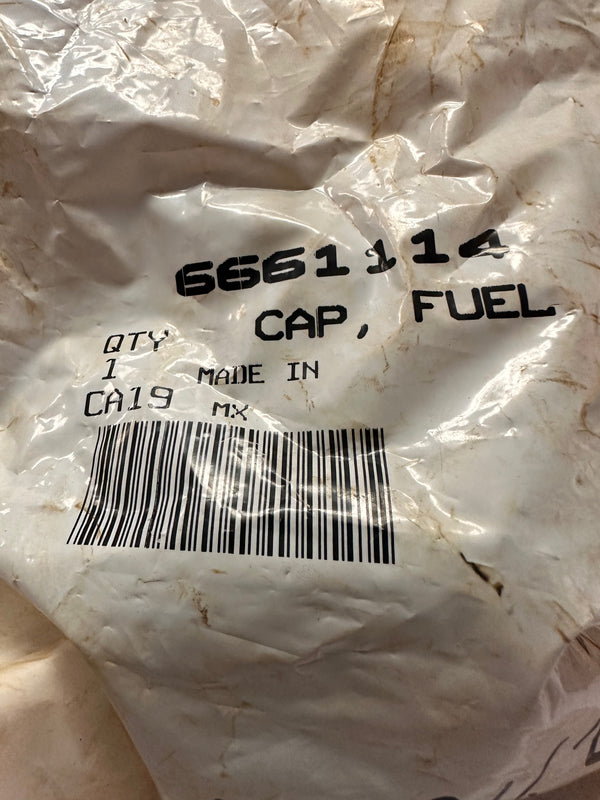 6661114
CAP, FUEL
QTY
1
MADE IN
CA19 MX